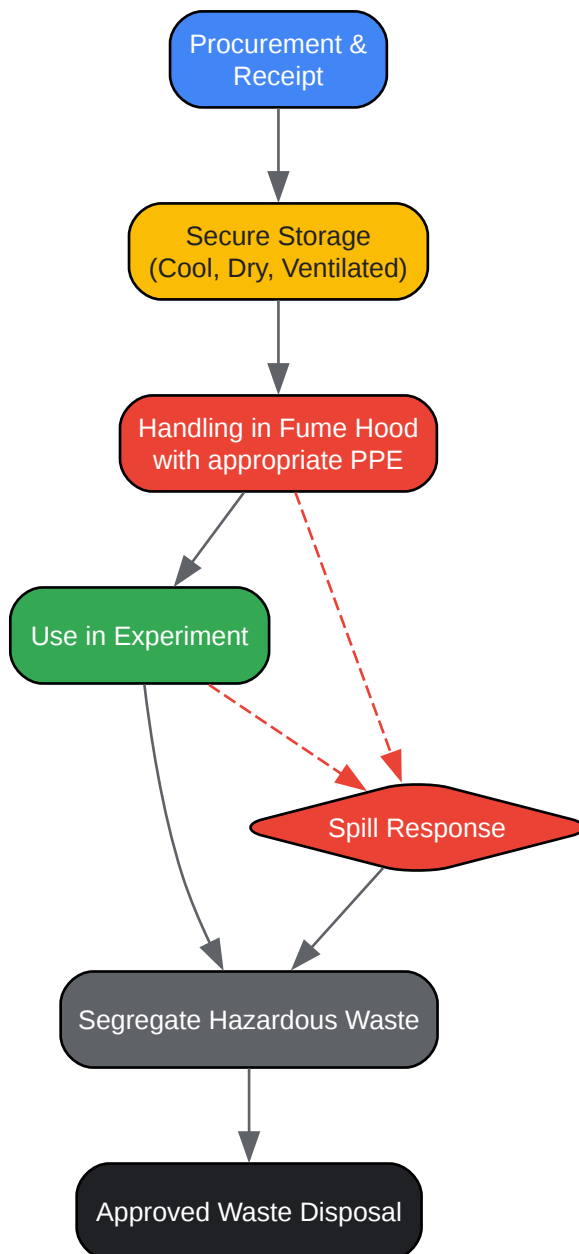 Procurement &
Receipt
Secure Storage
(Cool, Dry, Ventilated)
Handling in Fume Hood
with appropriate PPE
Use in Experiment
Spill Response
Segregate Hazardous Waste
Approved Waste Disposal